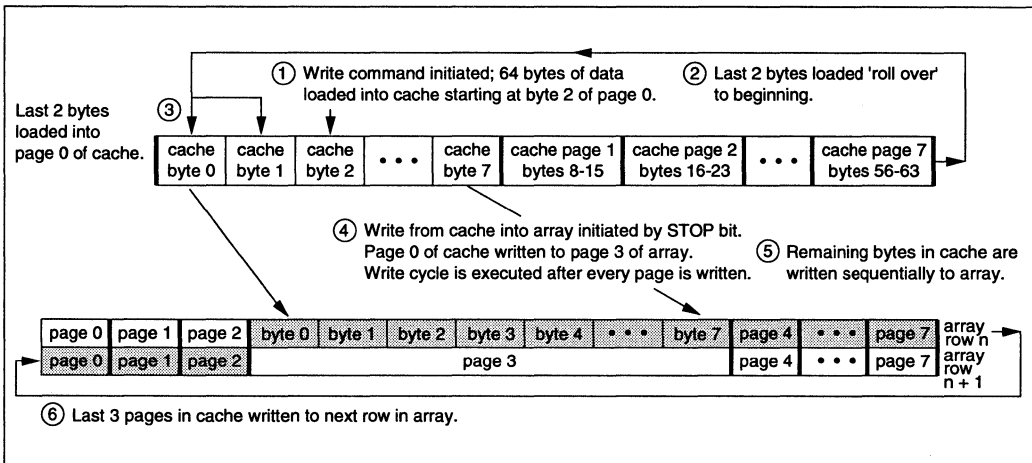 ① Write command initiated; 64 bytes of data
loaded into cache starting at byte 2 of page 0.
② Last 2 bytes loaded 'roll over'
to beginning.
Last 2 bytes
loaded into
page 0 of cache.
③
cache byte 0 cache byte 1 cache byte 2 • • • cache byte 7 cache page 1 bytes 8-15 cache page 2 bytes 16-23 • • • cache page 7 bytes 56-63
④ Write from cache into array initiated by STOP bit.
Page 0 of cache written to page 3 of array.
Write cycle is executed after every page is written.
⑤ Remaining bytes in cache are
written sequentially to array.
page 0 page 1 page 2 byte 0 byte 1 byte 2 byte 3 byte 4 • • • byte 7 page 4 • • • page 7 array row n
page 0 page 1 page 2 page 3 page 4 • • • page 7 array row n + 1
⑥ Last 3 pages in cache written to next row in array.